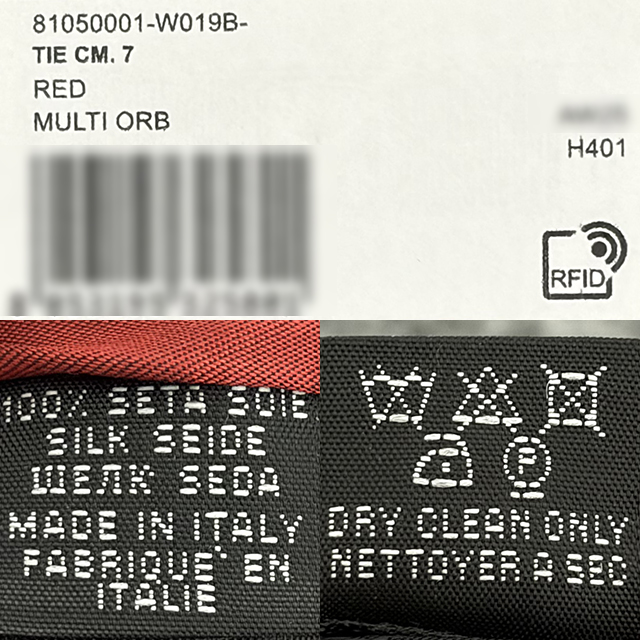 81050001-W019B-
TIE CM. 7
RED
MULTI ORB
H401
RFID
100% SETA SOIE
SILK SEIDE
ШЕЛК SEDA
MADE IN ITALY
FABRIQUE' EN
ITALIE
P
DRY CLEAN ONLY
NETTOYER A SEC